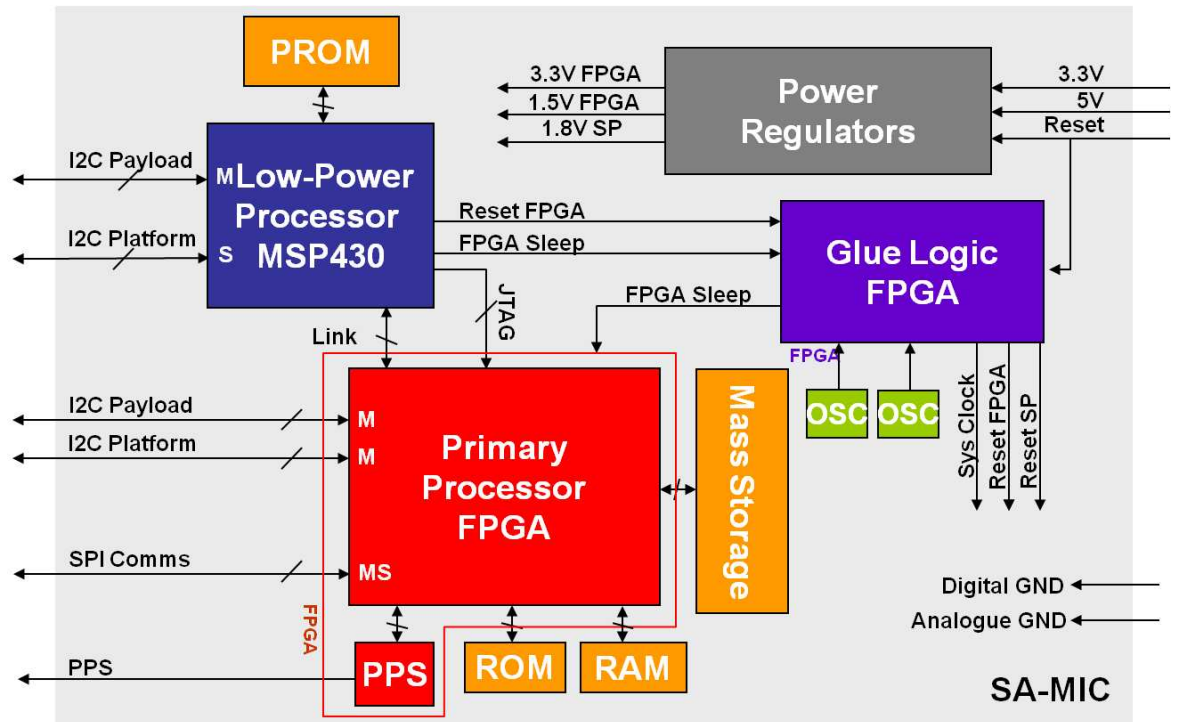 PROM
3.3V FPGA
1.5V FPGA
1.8V SP
Power
Regulators
3.3V
5V
Reset
I2C Payload
I2C Platform
M
S
Low-Power
Processor
MSP430
Reset FPGA
FPGA Sleep
Glue Logic
FPGA
FPGA Sleep
JTAG
Link
FPGA
OSC
OSC
Sys Clock
Reset FPGA
Reset SP
I2C Payload
I2C Platform
SPI Comms
M
M
MS
Primary
Processor
FPGA
Mass Storage
FPGA
Digital GND
Analogue GND
PPS
PPS
ROM
RAM
SA-MIC